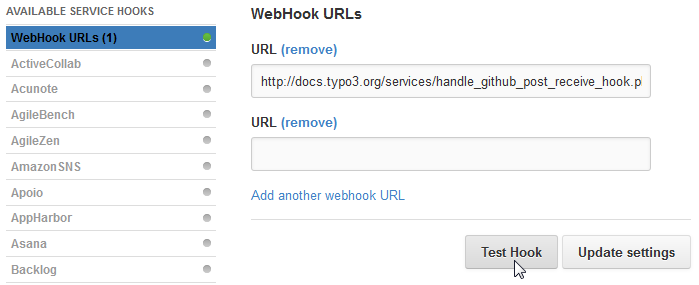 AVAILABLE SERVICE HOOKS
WebHook URLs (1)
ActiveCollab
Acunote
AgileBench
AgileZen
AmazonSNS
Apoio
AppHarbor
Asana
Backlog
WebHook URLs
URL (remove)
http://docs.typo3.org/services/handle_github_post_receive_hook.p
URL (remove)
Add another webhook URL
Test Hook
Update settings